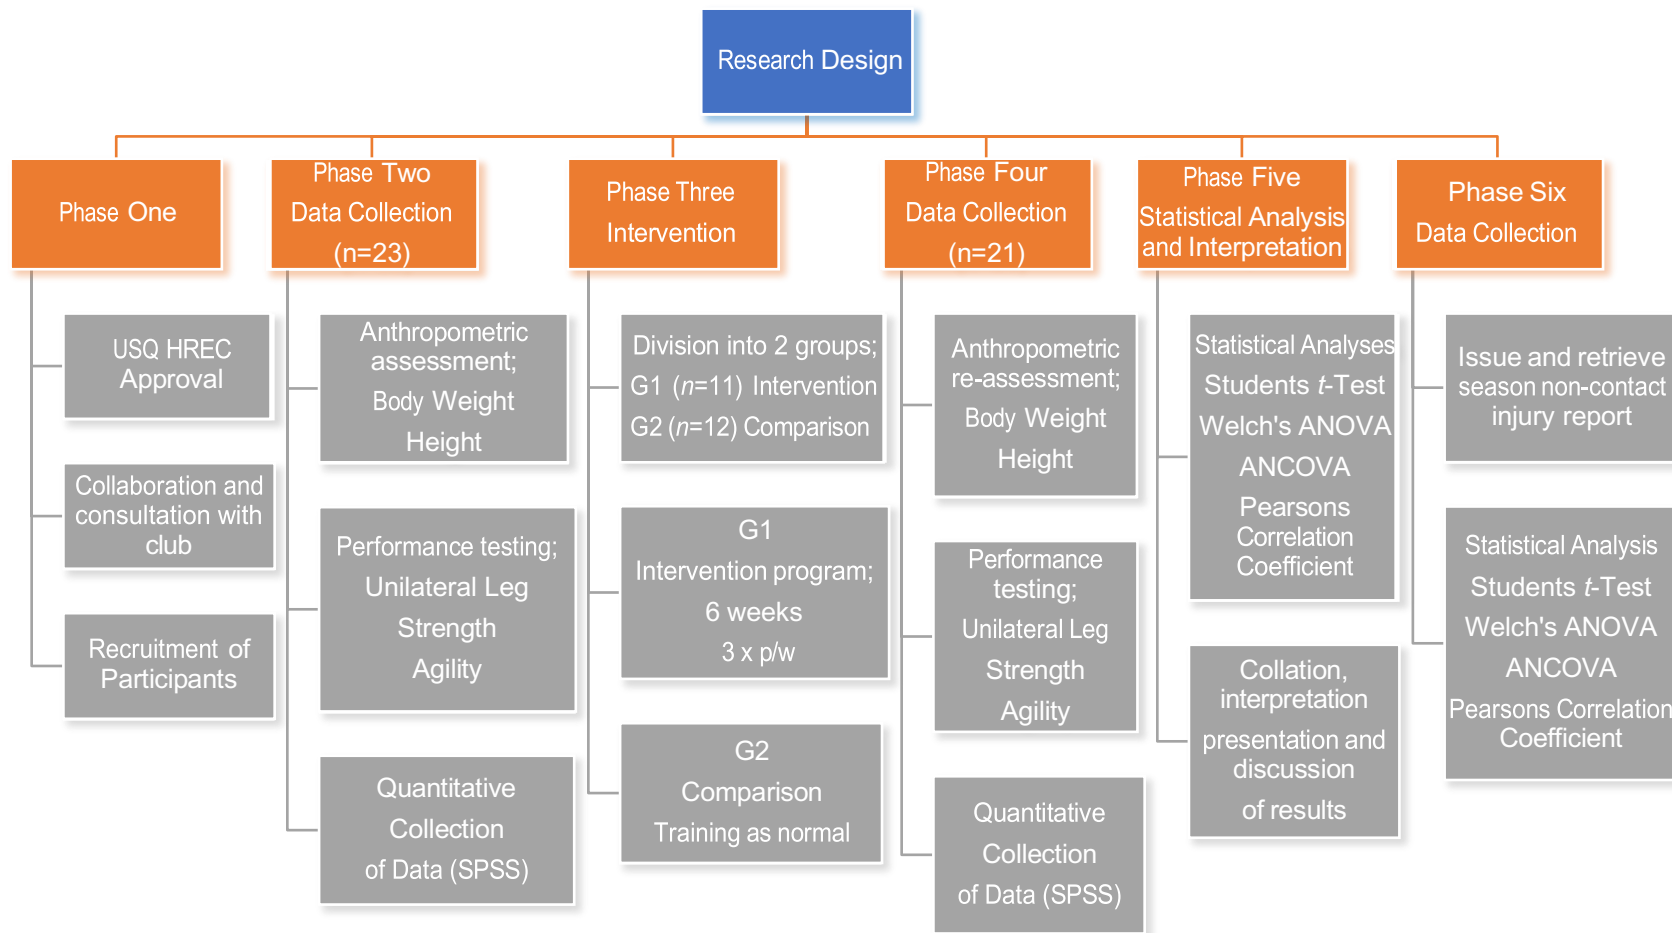 Research Design
Phase One
USQ HREC
Approval
Collaboration and
consultation with
club
Recruitment of
Participants
Phase Two
Data Collection
(n=23)
Anthropometric
assessment;
Body Weight
Height
Performance testing;
Unilateral Leg
Strength
Agility
Quantitative
Collection
of Data (SPSS)
Phase Three
Intervention
Division into 2 groups;
G1 (n=11) Intervention
G2 (n=12) Comparison
G1
Intervention program;
6 weeks
3 x p/w
G2
Comparison
Training as normal
Phase Four
Data Collection
(n=21)
Anthropometric
re-assessment;
Body Weight
Height
Performance
testing;
Unilateral Leg
Strength
Agility
Quantitative
Collection
of Data (SPSS)
Phase Five
Statistical Analysis
and Interpretation
Statistical Analyses
Students t-Test
Welch's ANOVA
ANCOVA
Pearsons
Correlation
Coefficient
Collation,
interpretation
presentation and
discussion
of results
Phase Six
Data Collection
Issue and retrieve
season non-contact
injury report
Statistical Analysis
Students t-Test
Welch's ANOVA
ANCOVA
Pearsons Correlation
Coefficient